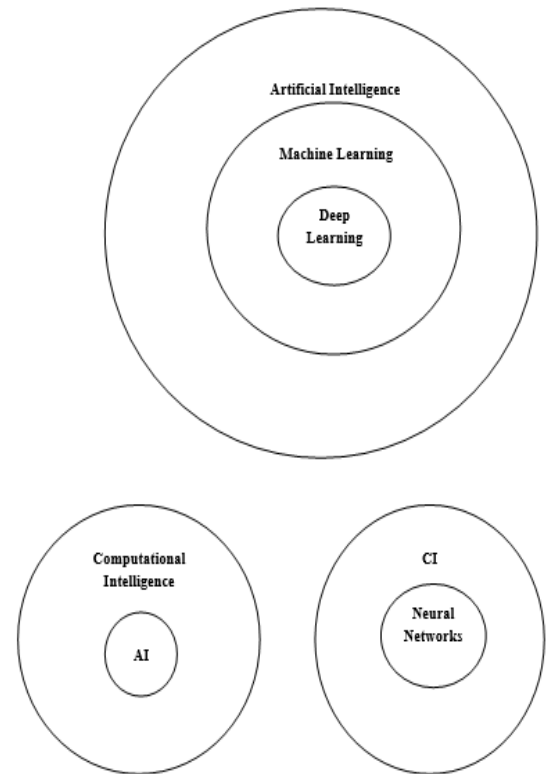 Artificial Intelligence
Machine Learning
Deep
Learning
Computational
Intelligence
AI
CI
Neural
Networks